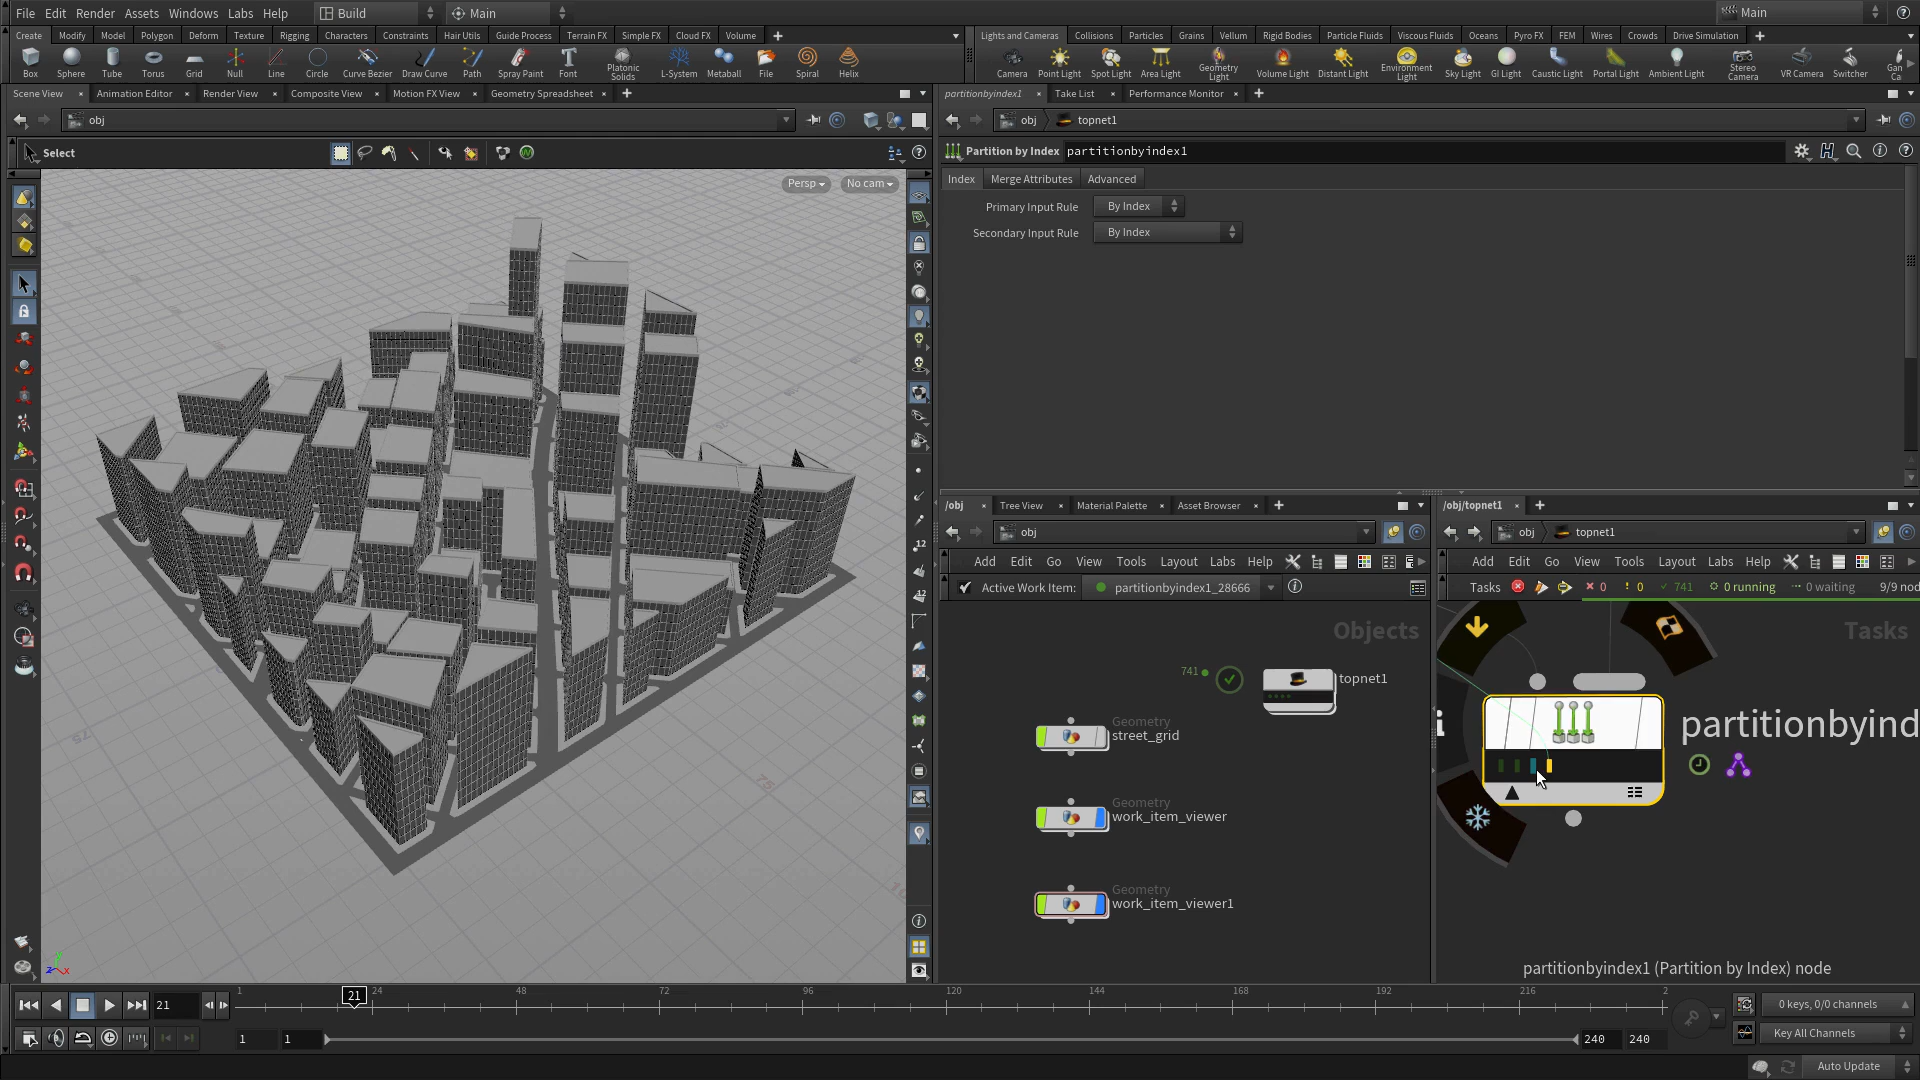 File Edit Render Assets Windows Labs Help Build Main Main
Create Modify Model Polygon Deform Texture Rigging Characters Constraints Hair Utils Guide Process Terrain FX Simple FX Cloud FX Volume
Lights and Cameras Collisions Particles Grains Vellum Rigid Bodies Particle Fluids Viscous Fluids Oceans Pyro FX FEM Wires Crowds Drive Simulation
Box Sphere Tube Torus Grid Null Line Circle Curve Bezier Draw Curve Path Spray Paint Font Platonic Solids L-System Metaball File Spiral Helix
Camera Point Light Spot Light Area Light Geometry Light Volume Light Distant Light Environment Light Sky Light GI Light Caustic Light Portal Light Ambient Light Stereo Camera VR Camera Switcher Gan Ca
Scene View Animation Editor Render View Composite View Motion FX View Geometry Spreadsheet
partitionbyindex1 Take List Performance Monitor
obj
obj topnet1
Select
Partition by Index partitionbyindex1
Persp No cam
Index Merge Attributes Advanced
Primary Input Rule By Index
Secondary Input Rule By Index
/obj Tree View Material Palette Asset Browser
/obj/topnet1
obj
obj topnet1
Add Edit Go View Tools Layout Labs Help
Add Edit Go View Tools Layout Labs Help
Active Work Item: partitionbyindex1_28666
Tasks 0 0 741 0 running 0 waiting 9/9 nod
Objects
Tasks
741 topnet1
Geometry
street_grid
Geometry
work_item_viewer
Geometry
work_item_viewer1
partitionbyind
partitionbyindex1 (Partition by Index) node
75
75
12
12
21
1 21 24 48 72 96 120 144 168 192 216 2
0 keys, 0/0 channels
1 1 240 240
Key All Channels
Auto Update